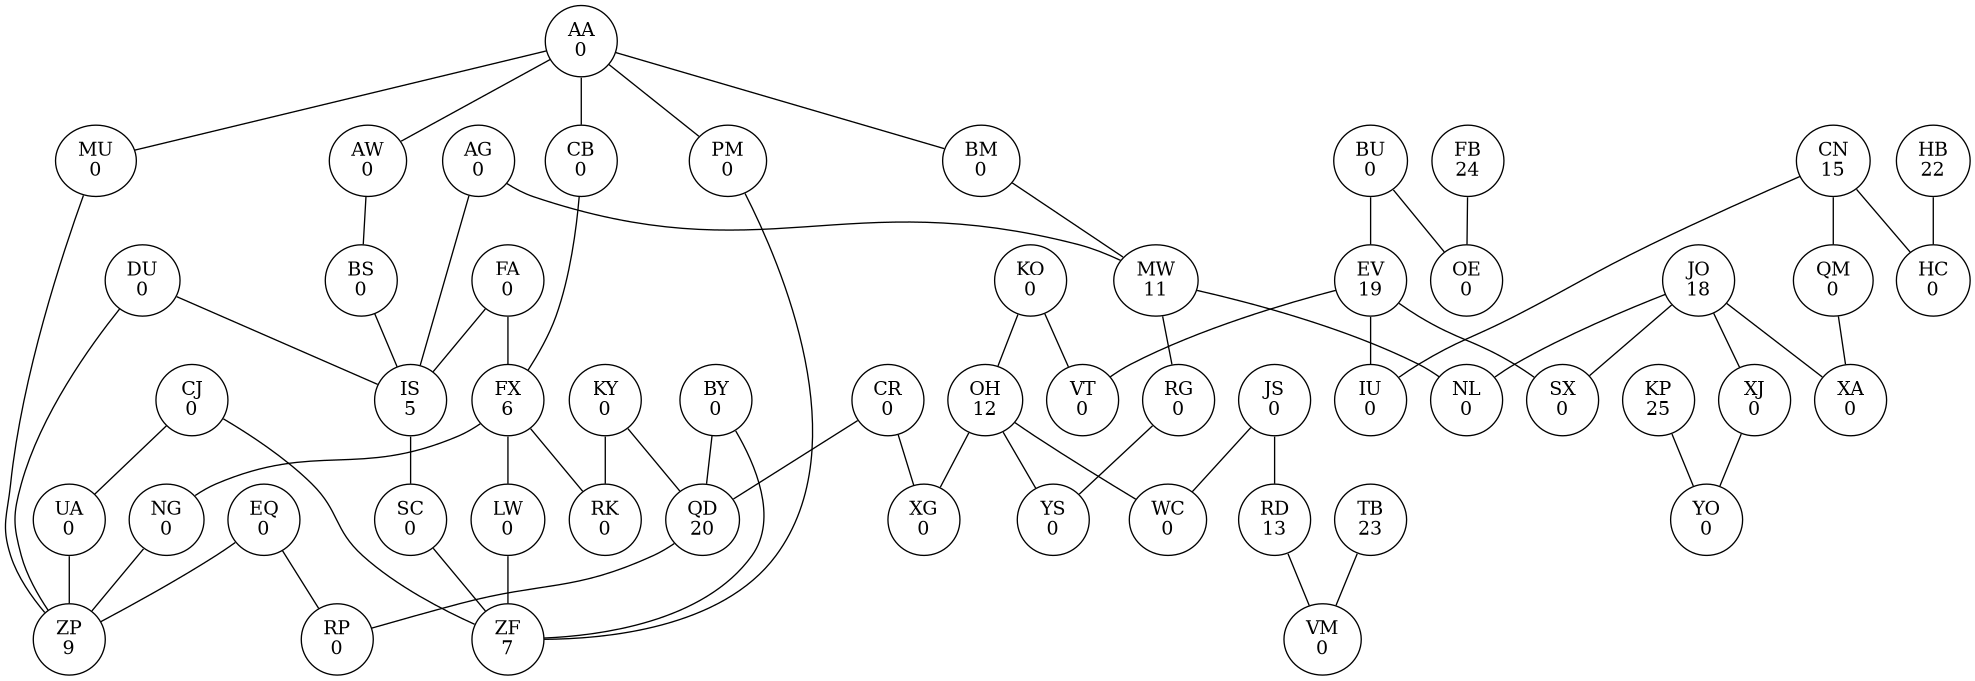 AA
0
MU
0
AW
0
AG
0
CB
0
PM
0
BM
0
BU
0
FB
24
CN
15
HB
22
DU
0
BS
0
FA
0
KO
0
MW
11
EV
19
OE
0
JO
18
QM
0
HC
0
CJ
0
IS
5
FX
6
KY
0
BY
0
CR
0
OH
12
VT
0
RG
0
JS
0
IU
0
NL
0
SX
0
KP
25
XJ
0
XA
0
UA
0
NG
0
EQ
0
SC
0
LW
0
RK
0
QD
20
XG
0
YS
0
WC
0
RD
13
TB
23
YO
0
ZP
9
RP
0
ZF
7
VM
0